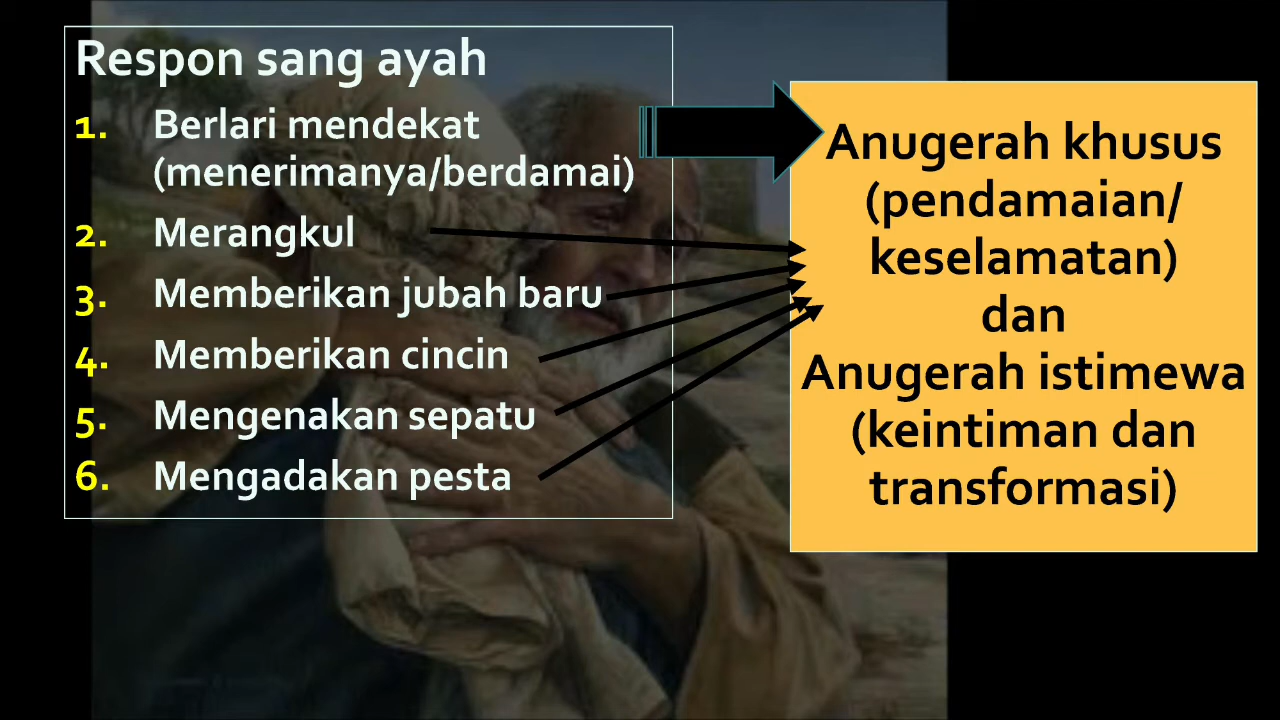 Respon sang ayah
1. Berlari mendekat
(menerimanya/berdamai)
2. Merangkul
3. Memberikan jubah baru
4. Memberikan cincin
5. Mengenakan sepatu
6. Mengadakan pesta
Anugerah khusus
(pendamaian/
keselamatan)
dan
Anugerah istimewa
(keintiman dan
transformasi)